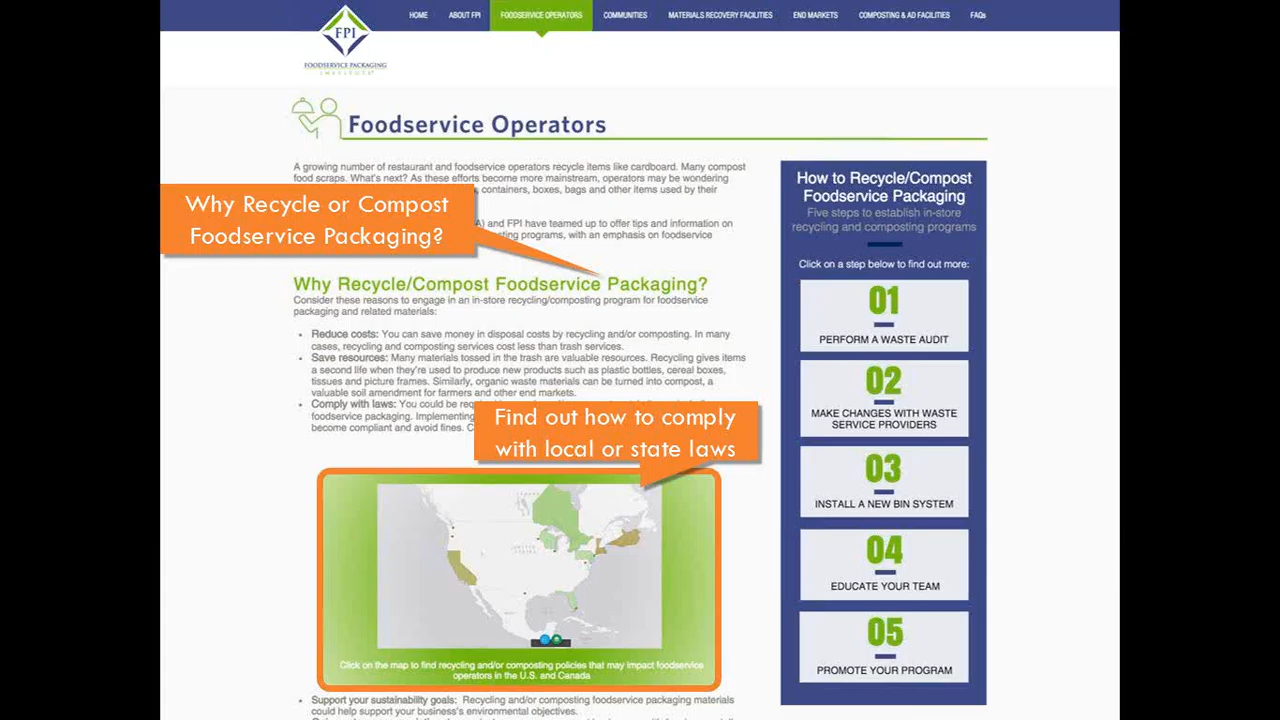 HOME ABOUT FPI FOODSERVICE OPERATORS COMMUNITIES MATERIALS RECOVERY FACILITIES END MARKETS COMPOSTING & AD FACILITIES FAQs
FPI
FOODSERVICE PACKAGING
INSTITUTE
Foodservice Operators
A growing number of restaurant and foodservice operators recycle items like cardboard. Many compost
food scraps. What's next? As these efforts become more mainstream, operators may be wondering
containers, boxes, bags and other items used by their
Why Recycle or Compost
Foodservice Packaging?
A) and FPI have teamed up to offer tips and information on
sting programs, with an emphasis on foodservice
Why Recycle/Compost Foodservice Packaging?
Consider these reasons to engage in an in-store recycling/composting program for foodservice
packaging and related materials:
• Reduce costs: You can save money in disposal costs by recycling and/or composting. In many
cases, recycling and composting services cost less than trash services.
• Save resources: Many materials tossed in the trash are valuable resources. Recycling gives items
a second life when they're used to produce new products such as plastic bottles, cereal boxes,
tissues and picture frames. Similarly, organic waste materials can be turned into compost, a
valuable soil amendment for farmers and other end markets.
• Comply with laws: You could be
foodservice packaging. Implementing
become compliant and avoid fines.
Find out how to comply
with local or state laws
UNITED
STATES
Click on the map to find recycling and/or composting policies that may impact foodservice
operators in the U.S. and Canada
• Support your sustainability goals: Recycling and/or composting foodservice packaging materials
could help support your business's environmental objectives.
How to Recycle/Compost
Foodservice Packaging
Five steps to establish in-store
recycling and composting programs
Click on a step below to find out more:
01
PERFORM A WASTE AUDIT
02
MAKE CHANGES WITH WASTE
SERVICE PROVIDERS
03
INSTALL A NEW BIN SYSTEM
04
EDUCATE YOUR TEAM
05
PROMOTE YOUR PROGRAM